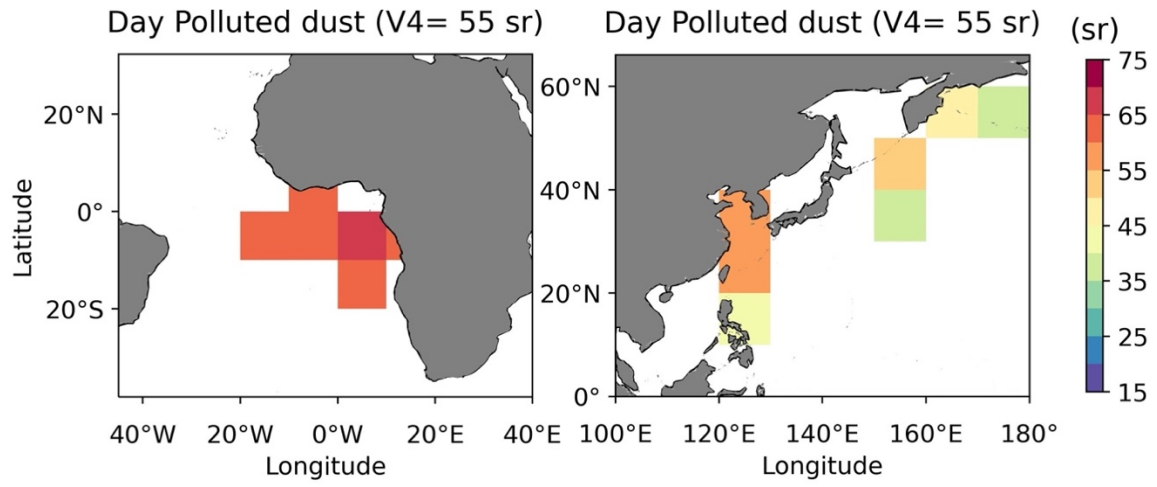 Day Polluted dust (V4= 55 sr)
Day Polluted dust (V4= 55 sr)
(sr)
Latitude
20°N
0°
20°S
40°W
20°W
0°W
20°E
40°E
Longitude
60°N
40°N
20°N
0°
100°E
120°E
140°E
160°E
180°
Longitude
75
65
55
45
35
25
15